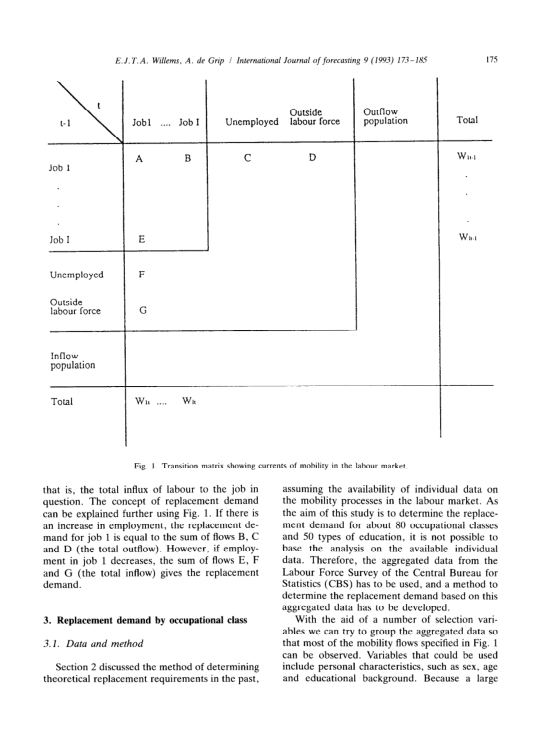 E.J.T.A. Willems, A. de Grip / International Journal of forecasting 9 (1993) 173-185 175
t
t-1
Job1 .... Job I
Unemployed
Outside
labour force
Outflow
population
Total
Job 1
A B C D
W1t-1
.
.
.
.
.
.
Job I
E
WIt-1
Unemployed
F
Outside
labour force
G
Inflow
population
Total
W1t .... WIt
Fig. 1. Transition matrix showing currents of mobility in the labour market.
that is, the total influx of labour to the job in
question. The concept of replacement demand
can be explained further using Fig. 1. If there is
an increase in employment, the replacement de-
mand for job 1 is equal to the sum of flows B, C
and D (the total outflow). However, if employ-
ment in job 1 decreases, the sum of flows E, F
and G (the total inflow) gives the replacement
demand.
3. Replacement demand by occupational class
3.1. Data and method
Section 2 discussed the method of determining
theoretical replacement requirements in the past,
assuming the availability of individual data on
the mobility processes in the labour market. As
the aim of this study is to determine the replace-
ment demand for about 80 occupational classes
and 50 types of education, it is not possible to
base the analysis on the available individual
data. Therefore, the aggregated data from the
Labour Force Survey of the Central Bureau for
Statistics (CBS) has to be used, and a method to
determine the replacement demand based on this
aggregated data has to be developed.
With the aid of a number of selection vari-
ables we can try to group the aggregated data so
that most of the mobility flows specified in Fig. 1
can be observed. Variables that could be used
include personal characteristics, such as sex, age
and educational background. Because a large